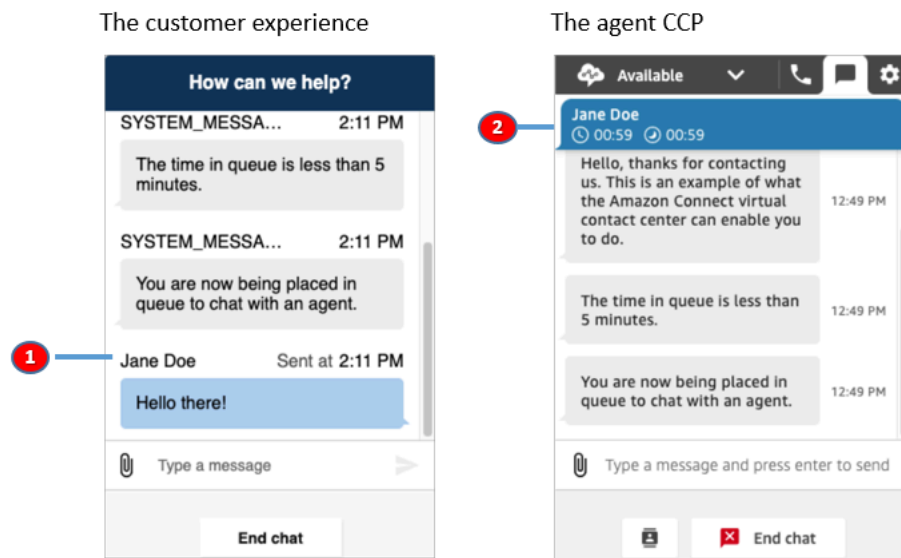 The customer experience
How can we help?
SYSTEM_MESSA... 2:11 PM
The time in queue is less than 5
minutes.
SYSTEM_MESSA... 2:11 PM
You are now being placed in
queue to chat with an agent.
1
Jane Doe Sent at 2:11 PM
Hello there!
Type a message
End chat
The agent CCP
Available
2
Jane Doe
00:59 00:59
Hello, thanks for contacting
us. This is an example of what
the Amazon Connect virtual
contact center can enable you
to do.
12:49 PM
The time in queue is less than
5 minutes.
12:49 PM
You are now being placed in
queue to chat with an agent.
12:49 PM
Type a message and press enter to send
End chat